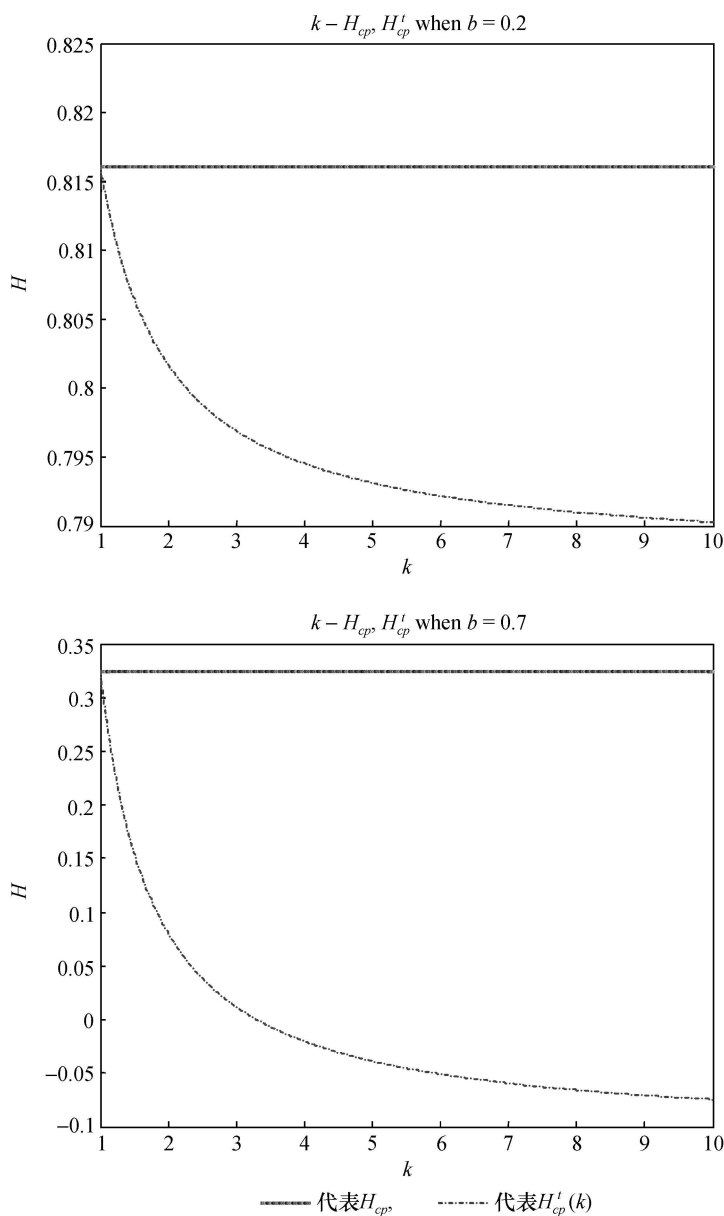 k – H_cp, H_cp^t when b = 0.2
0.825
0.82
0.815
0.81
0.805
0.8
0.795
0.79
H
1 2 3 4 5 6 7 8 9 10
k
k – H_cp, H_cp^t when b = 0.7
0.35
0.3
0.25
0.2
0.15
0.1
0.05
0
–0.05
–0.1
H
1 2 3 4 5 6 7 8 9 10
k
代表H_cp, 代表H_cp^t(k)